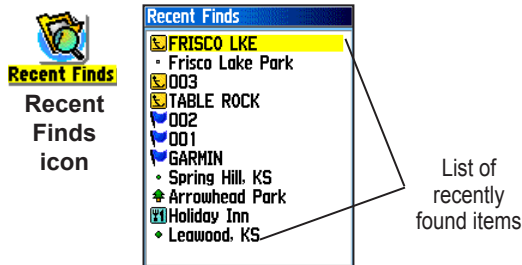 Recent Finds
Recent
Finds
icon
Recent Finds
FRISCO LKE
Frisco Lake Park
003
TABLE ROCK
002
001
GARMIN
Spring Hill, KS
Arrowhead Park
Holiday Inn
Leawood, KS
List of
recently
found items